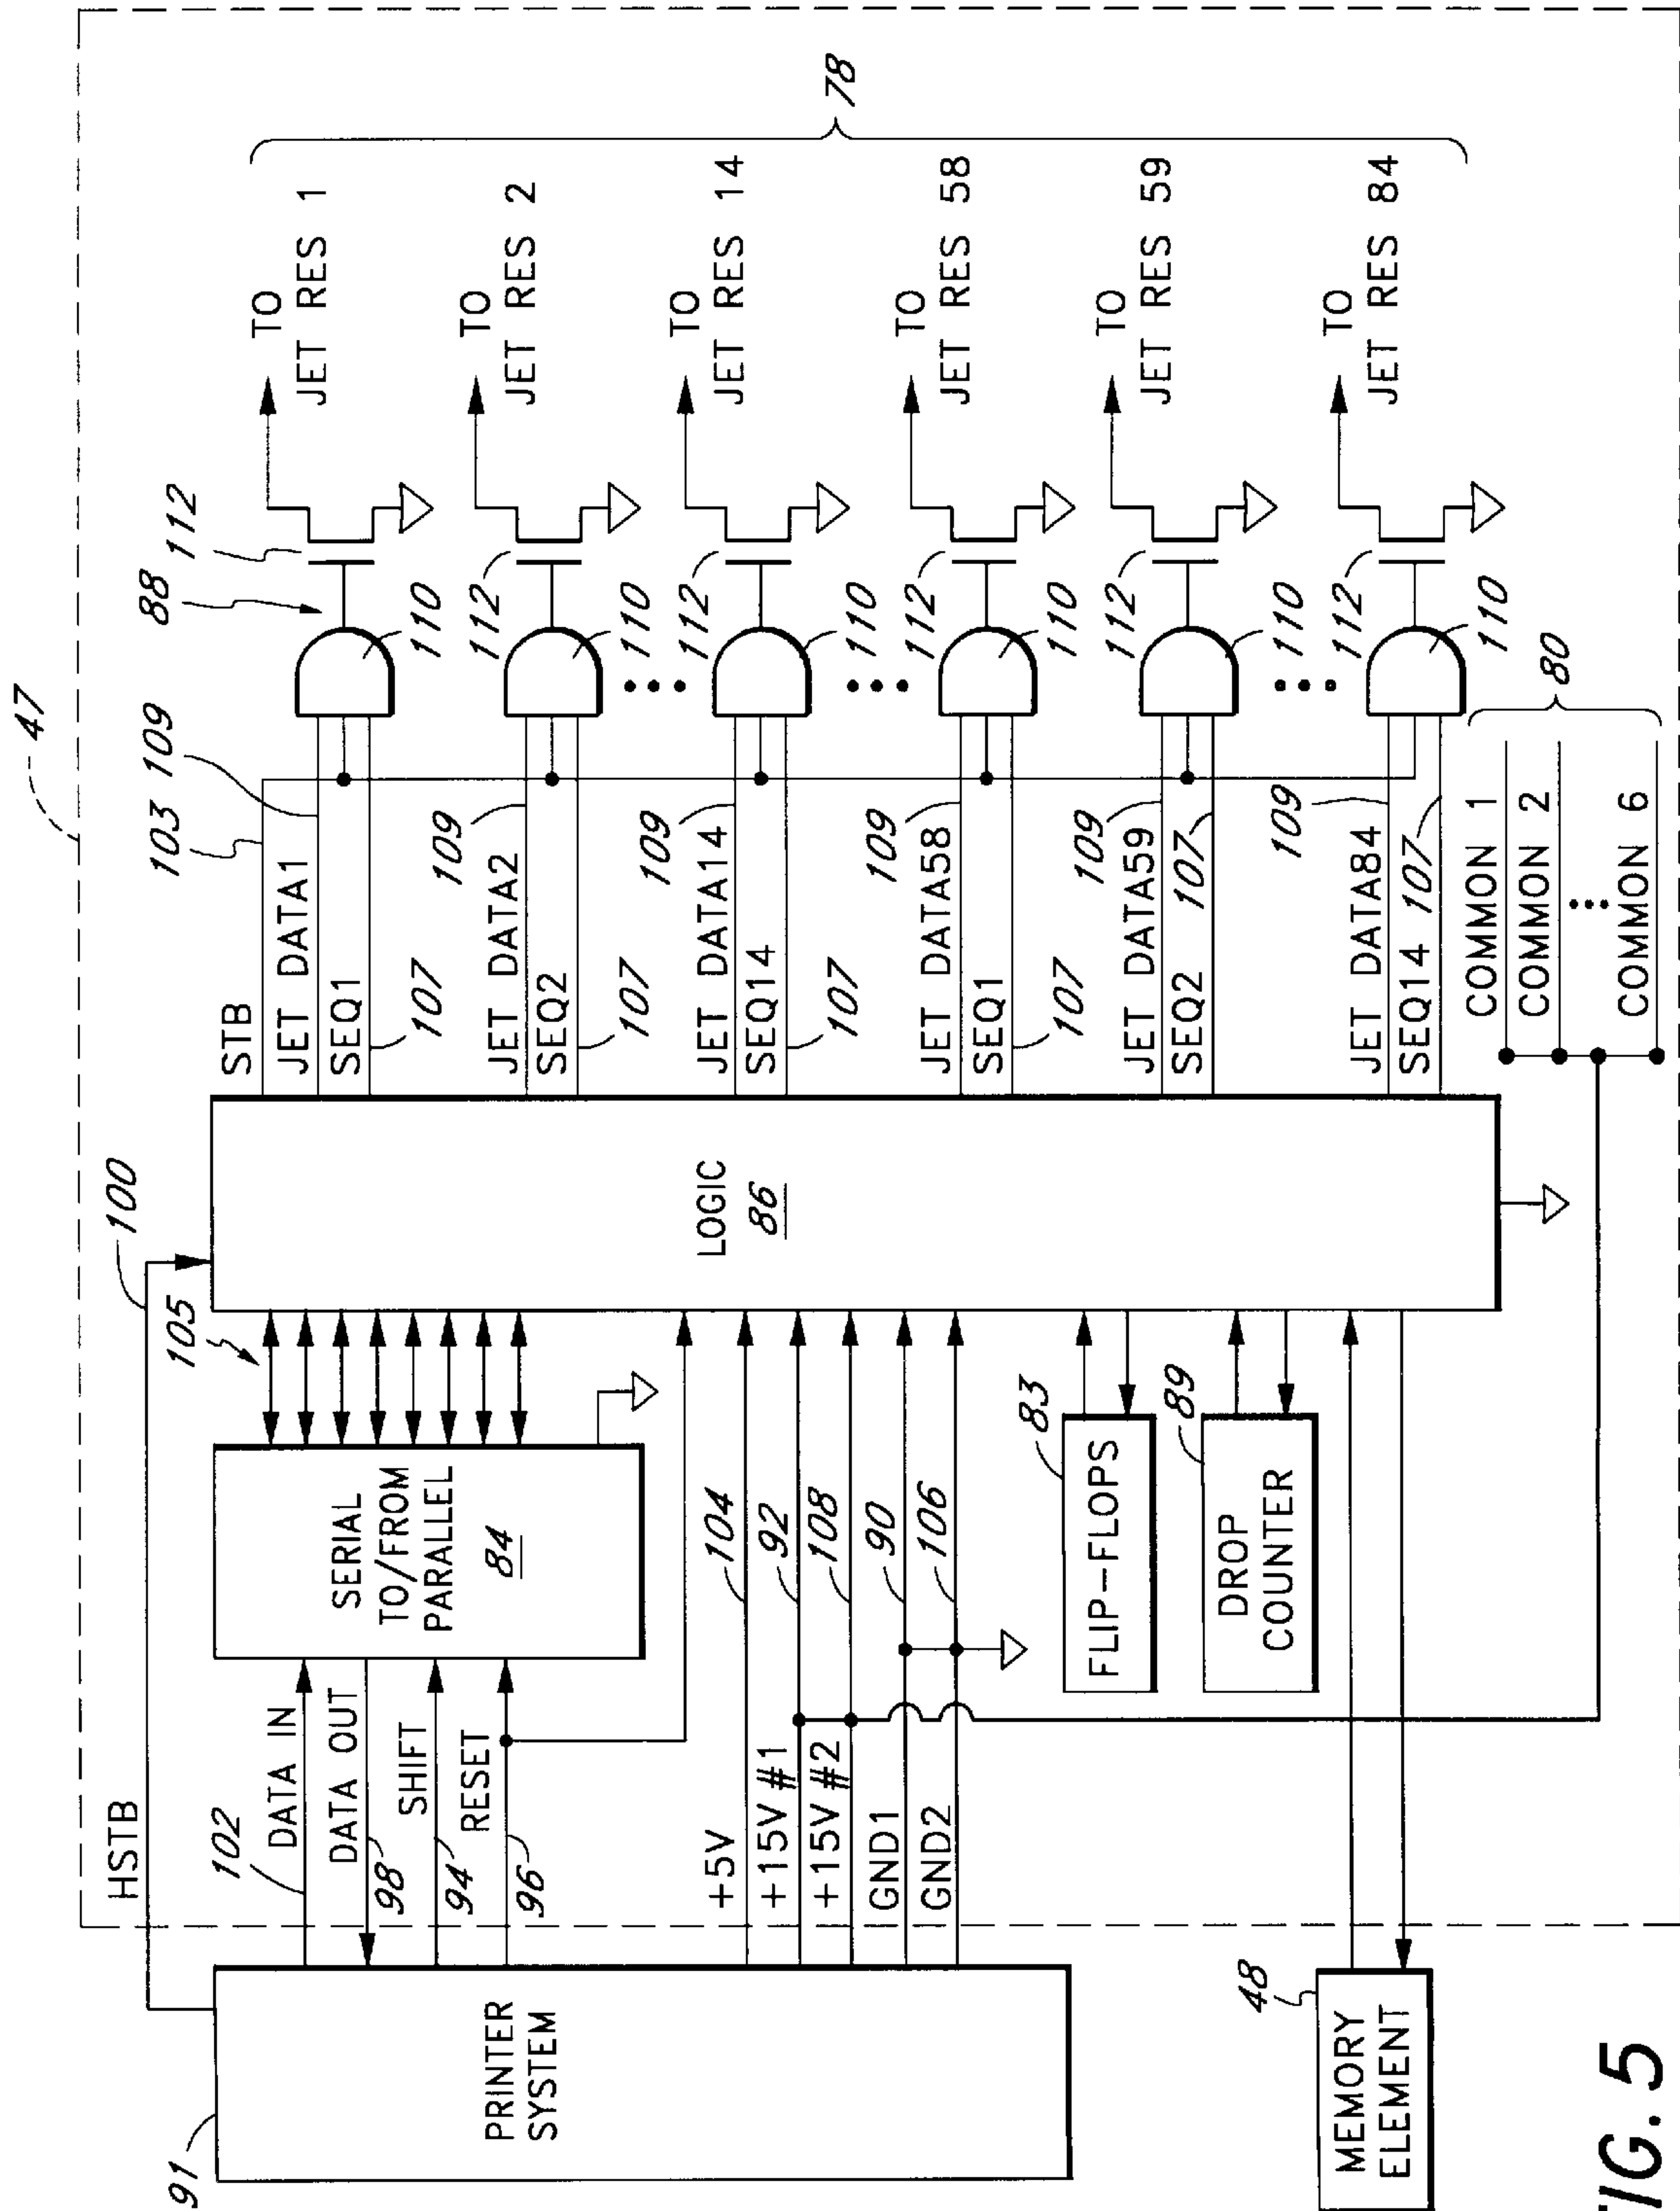 47
HSTB
100
91
PRINTER
SYSTEM
102
DATA IN
DATA OUT
98
SHIFT
94
RESET
96
SERIAL
TO/FROM
PARALLEL
84
105
+5V
104
+15V #1
92
+15V #2
108
GND1
90
GND2
106
FLIP-FLOPS
83
DROP
COUNTER
89
48
MEMORY
ELEMENT
LOGIC
86
STB
103
JET DATA1
109
SEQ1
107
88
112
110
TO
JET RES 1
JET DATA2
109
SEQ2
107
112
110
TO
JET RES 2
JET DATA14
109
SEQ14
107
112
110
TO
JET RES 14
JET DATA58
109
SEQ1
107
112
110
TO
JET RES 58
JET DATA59
109
SEQ2
107
112
110
TO
JET RES 59
JET DATA84
109
SEQ14
107
112
110
TO
JET RES 84
78
COMMON 1
COMMON 2
COMMON 6
80
FIG. 5